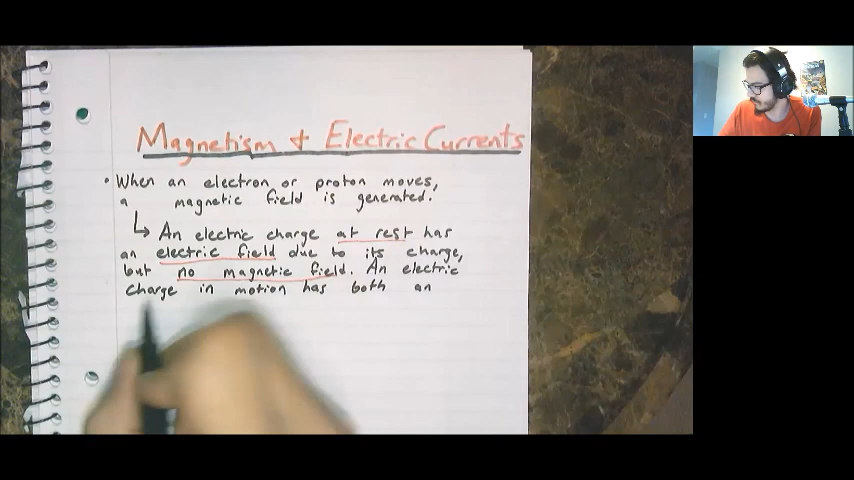 Magnetism + Electric Currents
• When an electron or proton moves,
a magnetic field is generated.
↳ An electric charge at rest has
an electric field due to its charge,
but no magnetic field. An electric
charge in motion has both an